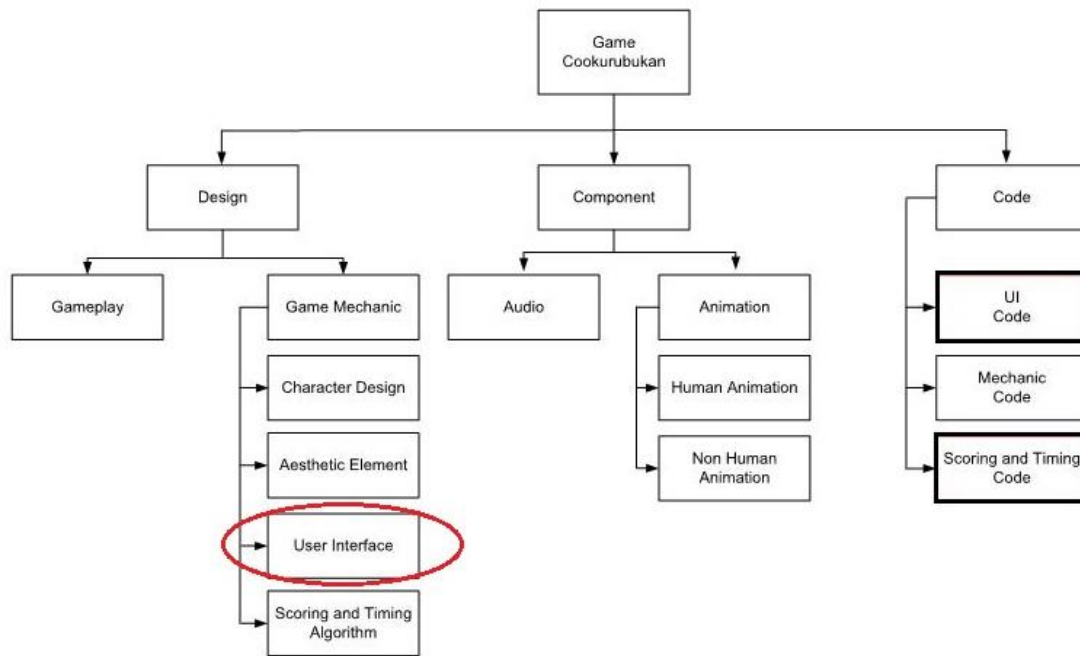 Game
Cookurubukan
Design
Component
Code
Gameplay
Game Mechanic
Audio
Animation
UI
Code
Character Design
Human Animation
Mechanic
Code
Aesthetic Element
Non Human
Animation
Scoring and Timing
Code
User Interface
Scoring and Timing
Algorithm